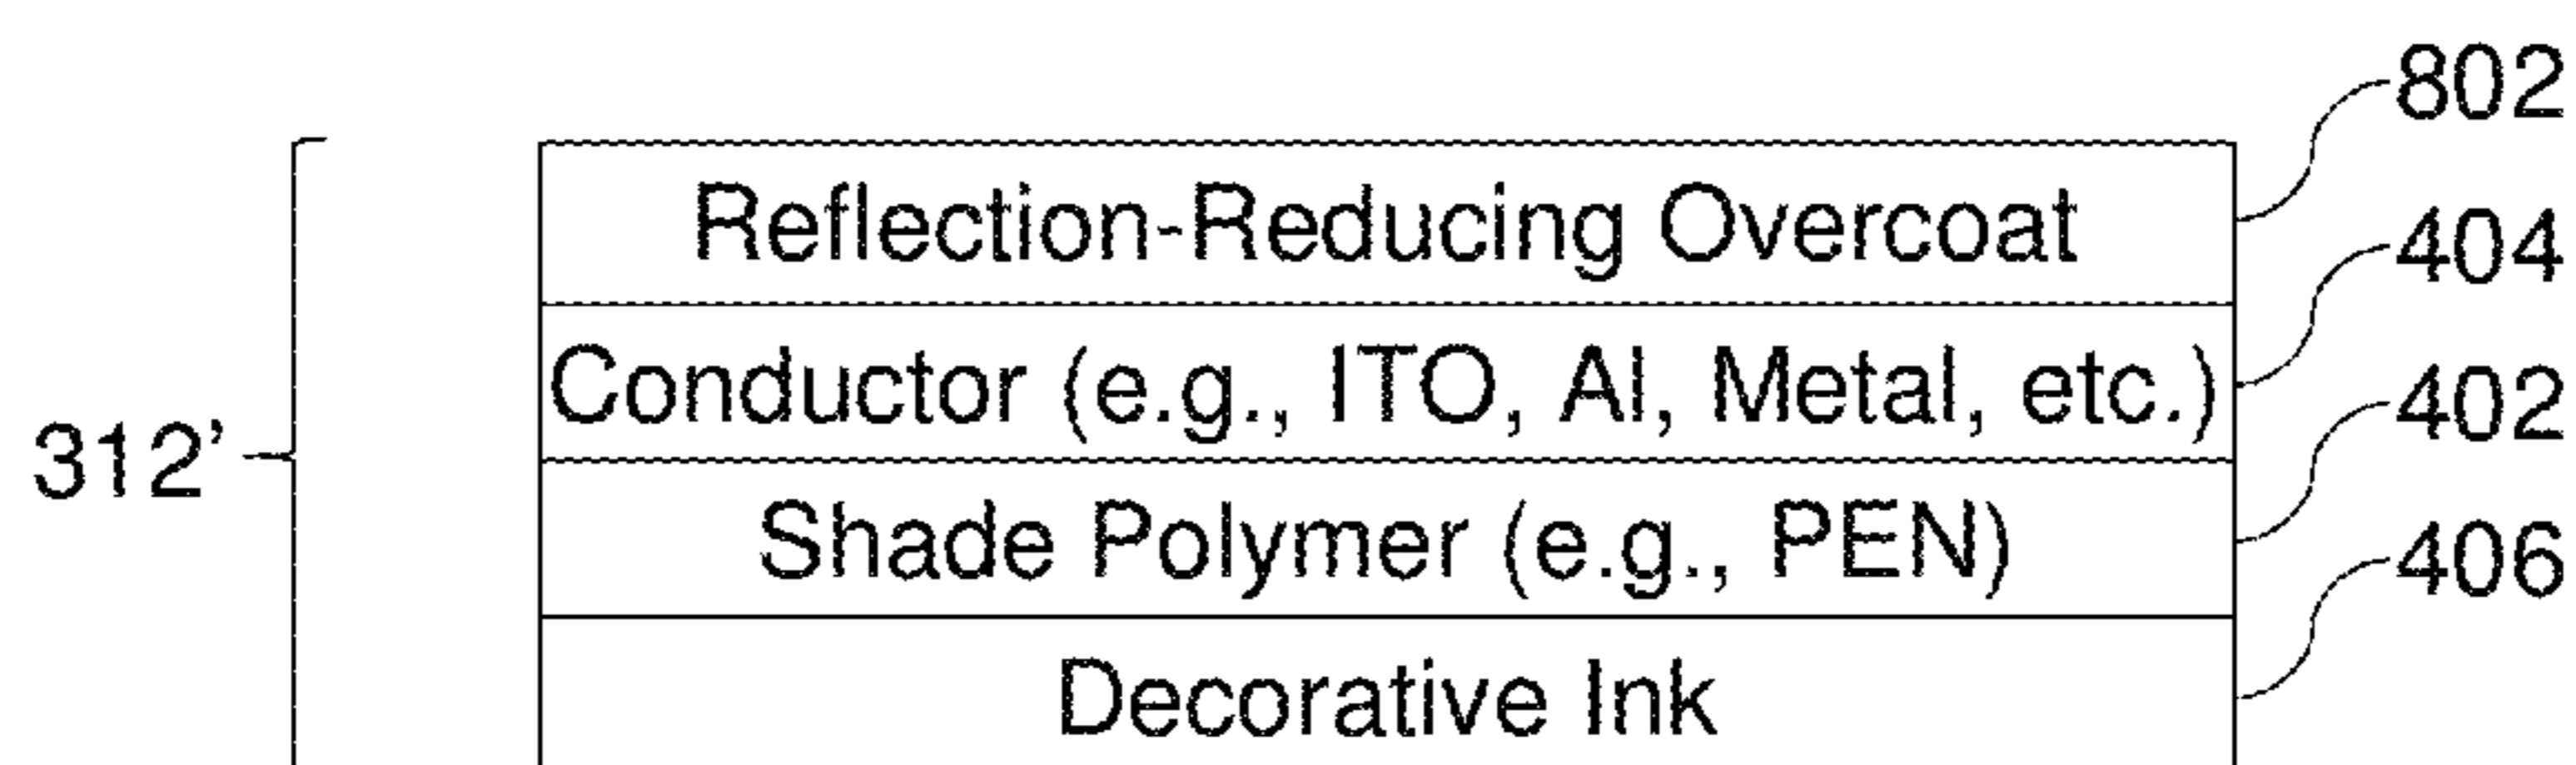 802
Reflection-Reducing Overcoat
404
Conductor (e.g., ITO, Al, Metal, etc.)
402
312’
Shade Polymer (e.g., PEN)
406
Decorative Ink